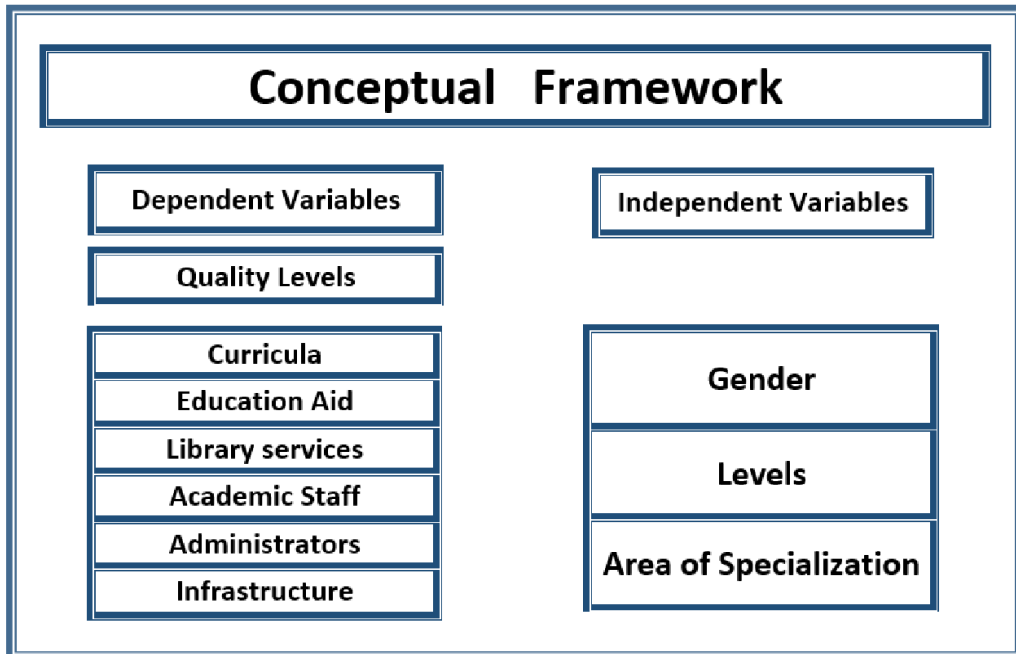 Conceptual Framework
Dependent Variables
Quality Levels
Curricula
Education Aid
Library services
Academic Staff
Administrators
Infrastructure
Independent Variables
Gender
Levels
Area of Specialization